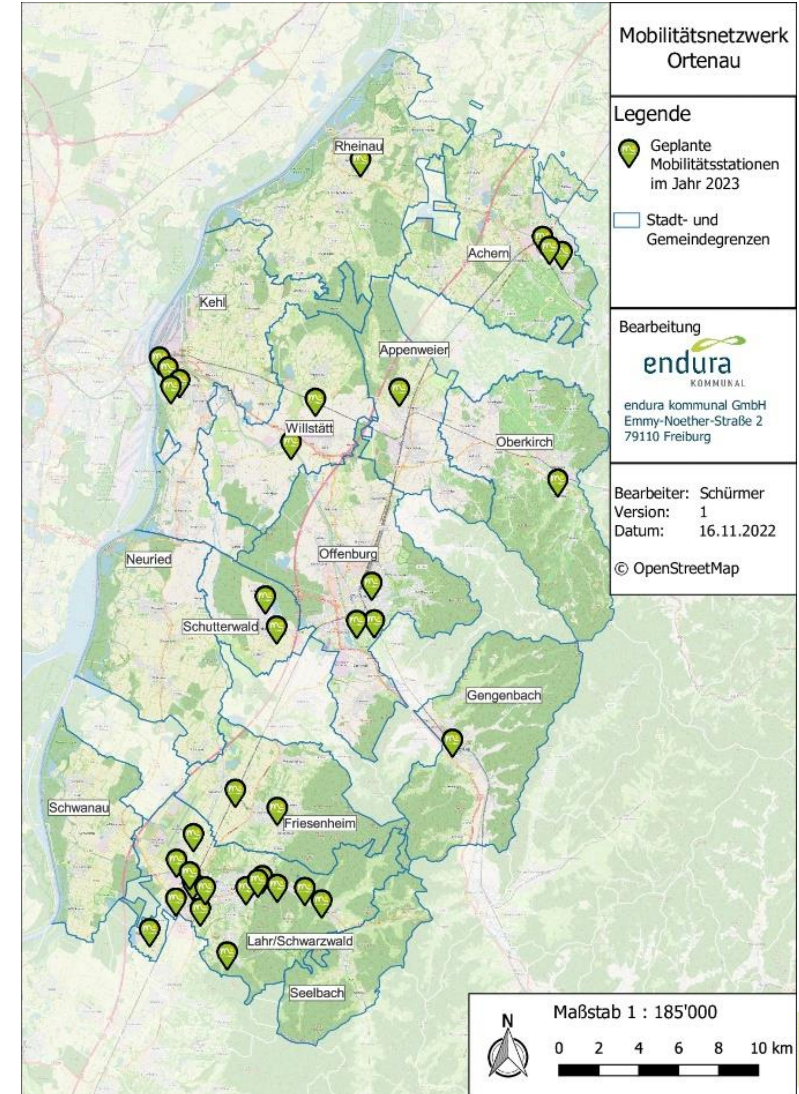 Mobilitätsnetzwerk
Ortenau
Legende
Geplante
Mobilitätsstationen
im Jahr 2023
Stadt- und
Gemeindegrenzen
Bearbeitung
endura
KOMMUNAL
endura kommunal GmbH
Emmy-Noether-Straße 2
79110 Freiburg
Bearbeiter: Schürmer
Version: 1
Datum: 16.11.2022
© OpenStreetMap
Rheinau
Achern
Kehl
Appenweier
Willstätt
Oberkirch
Neuried
Offenburg
Schutterwald
Gengenbach
Schwanau
Friesenheim
Lahr/Schwarzwald
Seelbach
N
Maßstab 1 : 185'000
0 2 4 6 8 10 km